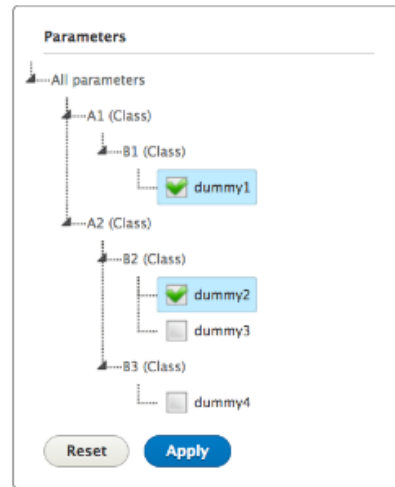 Parameters
All parameters
A1 (Class)
B1 (Class)
dummy1
A2 (Class)
B2 (Class)
dummy2
dummy3
B3 (Class)
dummy4
Reset Apply